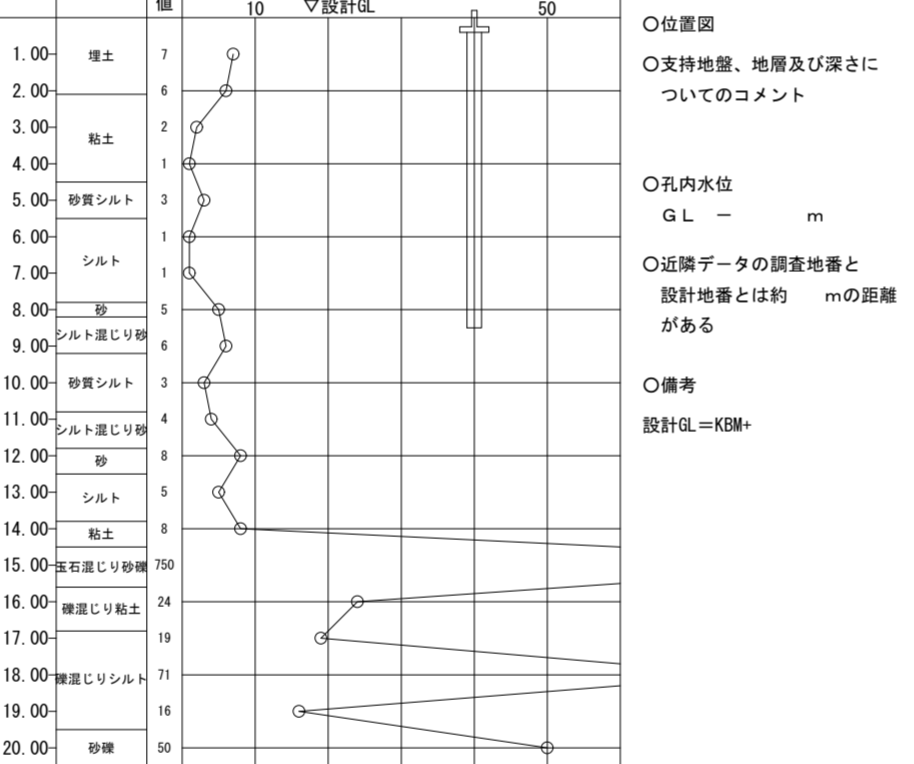 値 10 ▽設計GL 50
1.00 埋土 7
2.00 6
3.00 粘土 2
4.00 1
5.00 砂質シルト 3
6.00 1
シルト
7.00 1
8.00 砂 5
シルト混じり砂
9.00 6
10.00 砂質シルト 3
11.00 4
シルト混じり砂
12.00 砂 8
13.00 シルト 5
14.00 粘土 8
15.00 玉石混じり砂礫 750
16.00 礫混じり粘土 24
17.00 19
18.00 礫混じりシルト 71
19.00 16
20.00 砂礫 50
○位置図
○支持地盤、地層及び深さに
ついてのコメント
○孔内水位
GL － m
○近隣データの調査地番と
設計地番とは約 mの距離
がある
○備考
設計GL＝KBM+